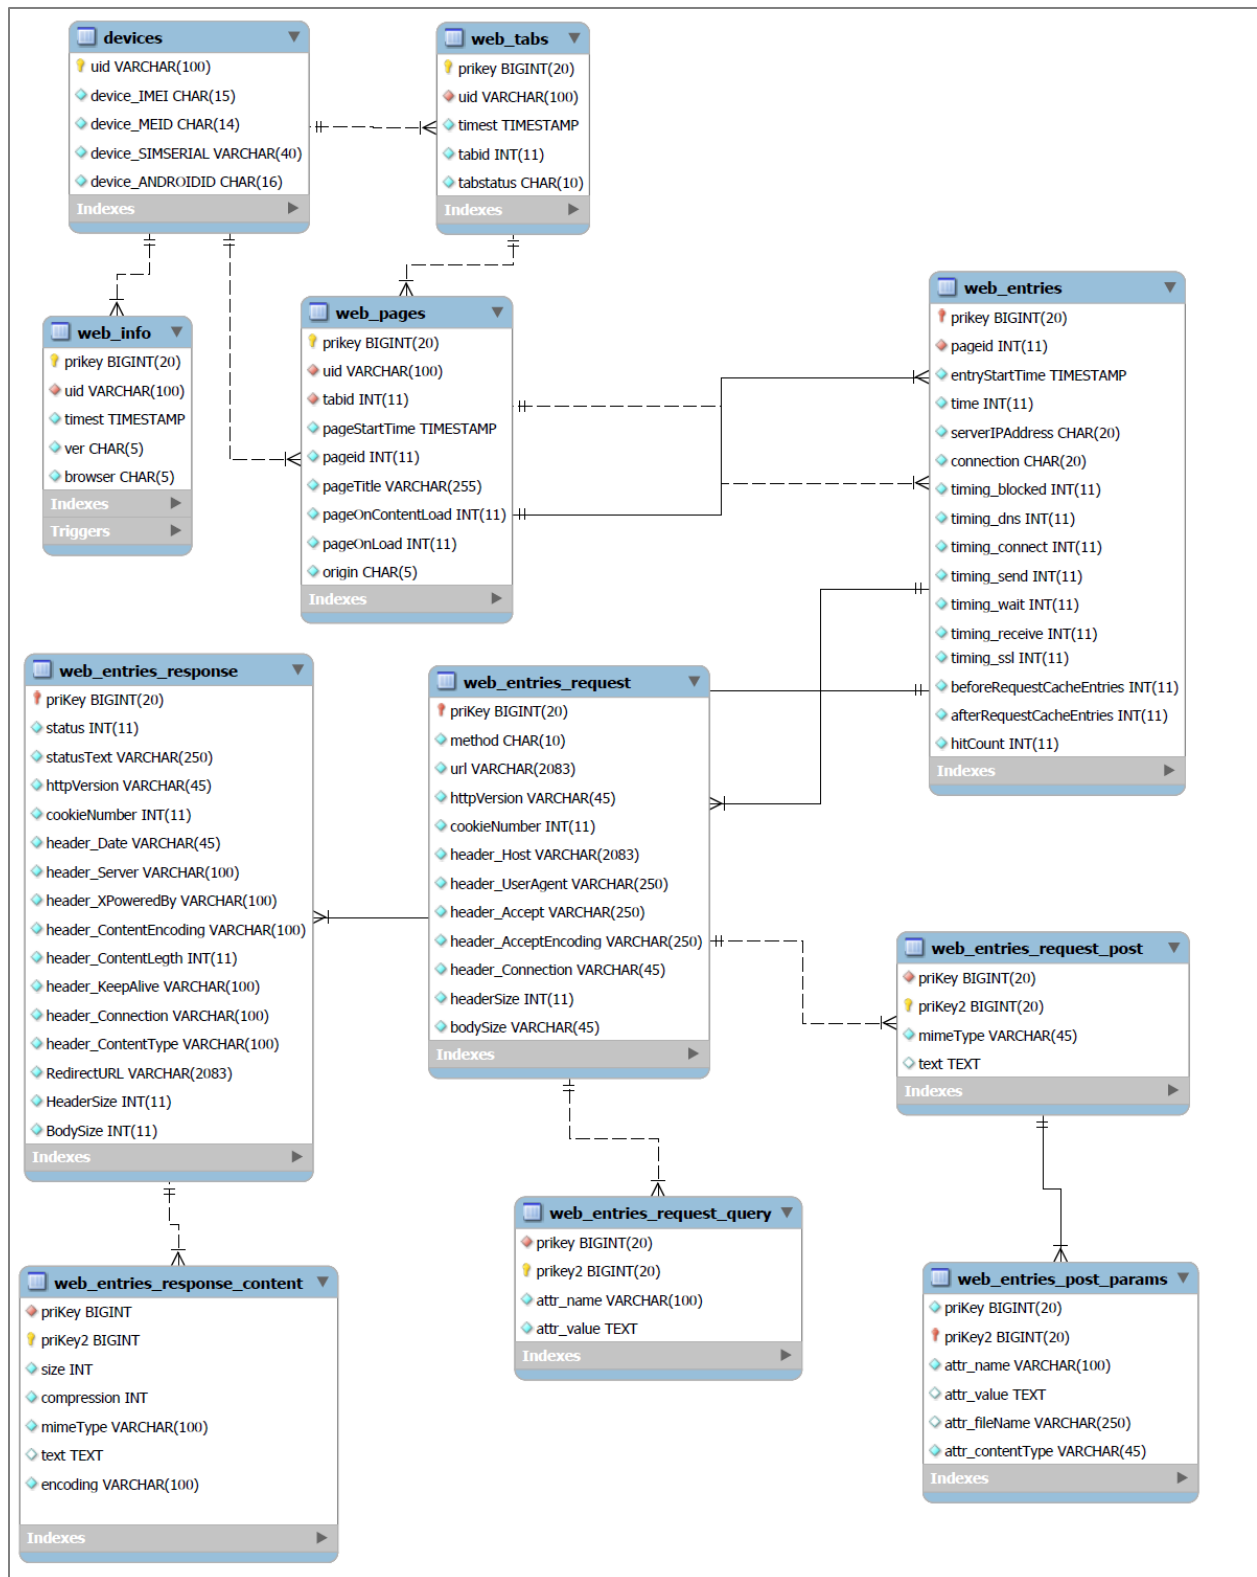 devices
uid VARCHAR(100)
device_IMEI CHAR(15)
device_MEID CHAR(14)
device_SIMSERIAL VARCHAR(40)
device_ANDROIDID CHAR(16)
Indexes
web_tabs
prikey BIGINT(20)
uid VARCHAR(100)
timest TIMESTAMP
tabid INT(11)
tabstatus CHAR(10)
Indexes
web_info
prikey BIGINT(20)
uid VARCHAR(100)
timest TIMESTAMP
ver CHAR(5)
browser CHAR(5)
Indexes
Triggers
web_pages
prikey BIGINT(20)
uid VARCHAR(100)
tabid INT(11)
pageStartTime TIMESTAMP
pageid INT(11)
pageTitle VARCHAR(255)
pageOnContentLoad INT(11)
pageOnLoad INT(11)
origin CHAR(5)
Indexes
web_entries
prikey BIGINT(20)
pageid INT(11)
entryStartTime TIMESTAMP
time INT(11)
serverIPAddress CHAR(20)
connection CHAR(20)
timing_blocked INT(11)
timing_dns INT(11)
timing_connect INT(11)
timing_send INT(11)
timing_wait INT(11)
timing_receive INT(11)
timing_ssl INT(11)
beforeRequestCacheEntries INT(11)
afterRequestCacheEntries INT(11)
hitCount INT(11)
Indexes
web_entries_response
priKey BIGINT(20)
status INT(11)
statusText VARCHAR(250)
httpVersion VARCHAR(45)
cookieNumber INT(11)
header_Date VARCHAR(45)
header_Server VARCHAR(100)
header_XPoweredBy VARCHAR(100)
header_ContentEncoding VARCHAR(100)
header_ContentLegth INT(11)
header_KeepAlive VARCHAR(100)
header_Connection VARCHAR(100)
header_ContentType VARCHAR(100)
RedirectURL VARCHAR(2083)
HeaderSize INT(11)
BodySize INT(11)
Indexes
web_entries_request
priKey BIGINT(20)
method CHAR(10)
url VARCHAR(2083)
httpVersion VARCHAR(45)
cookieNumber INT(11)
header_Host VARCHAR(2083)
header_UserAgent VARCHAR(250)
header_Accept VARCHAR(250)
header_AcceptEncoding VARCHAR(250)
header_Connection VARCHAR(45)
headerSize INT(11)
bodySize VARCHAR(45)
Indexes
web_entries_request_post
priKey BIGINT(20)
priKey2 BIGINT(20)
mimeType VARCHAR(45)
text TEXT
Indexes
web_entries_request_query
prikey BIGINT(20)
prikey2 BIGINT(20)
attr_name VARCHAR(100)
attr_value TEXT
Indexes
web_entries_response_content
priKey BIGINT
priKey2 BIGINT
size INT
compression INT
mimeType VARCHAR(100)
text TEXT
encoding VARCHAR(100)
Indexes
web_entries_post_params
priKey BIGINT(20)
priKey2 BIGINT(20)
attr_name VARCHAR(100)
attr_value TEXT
attr_fileName VARCHAR(250)
attr_contentType VARCHAR(45)
Indexes